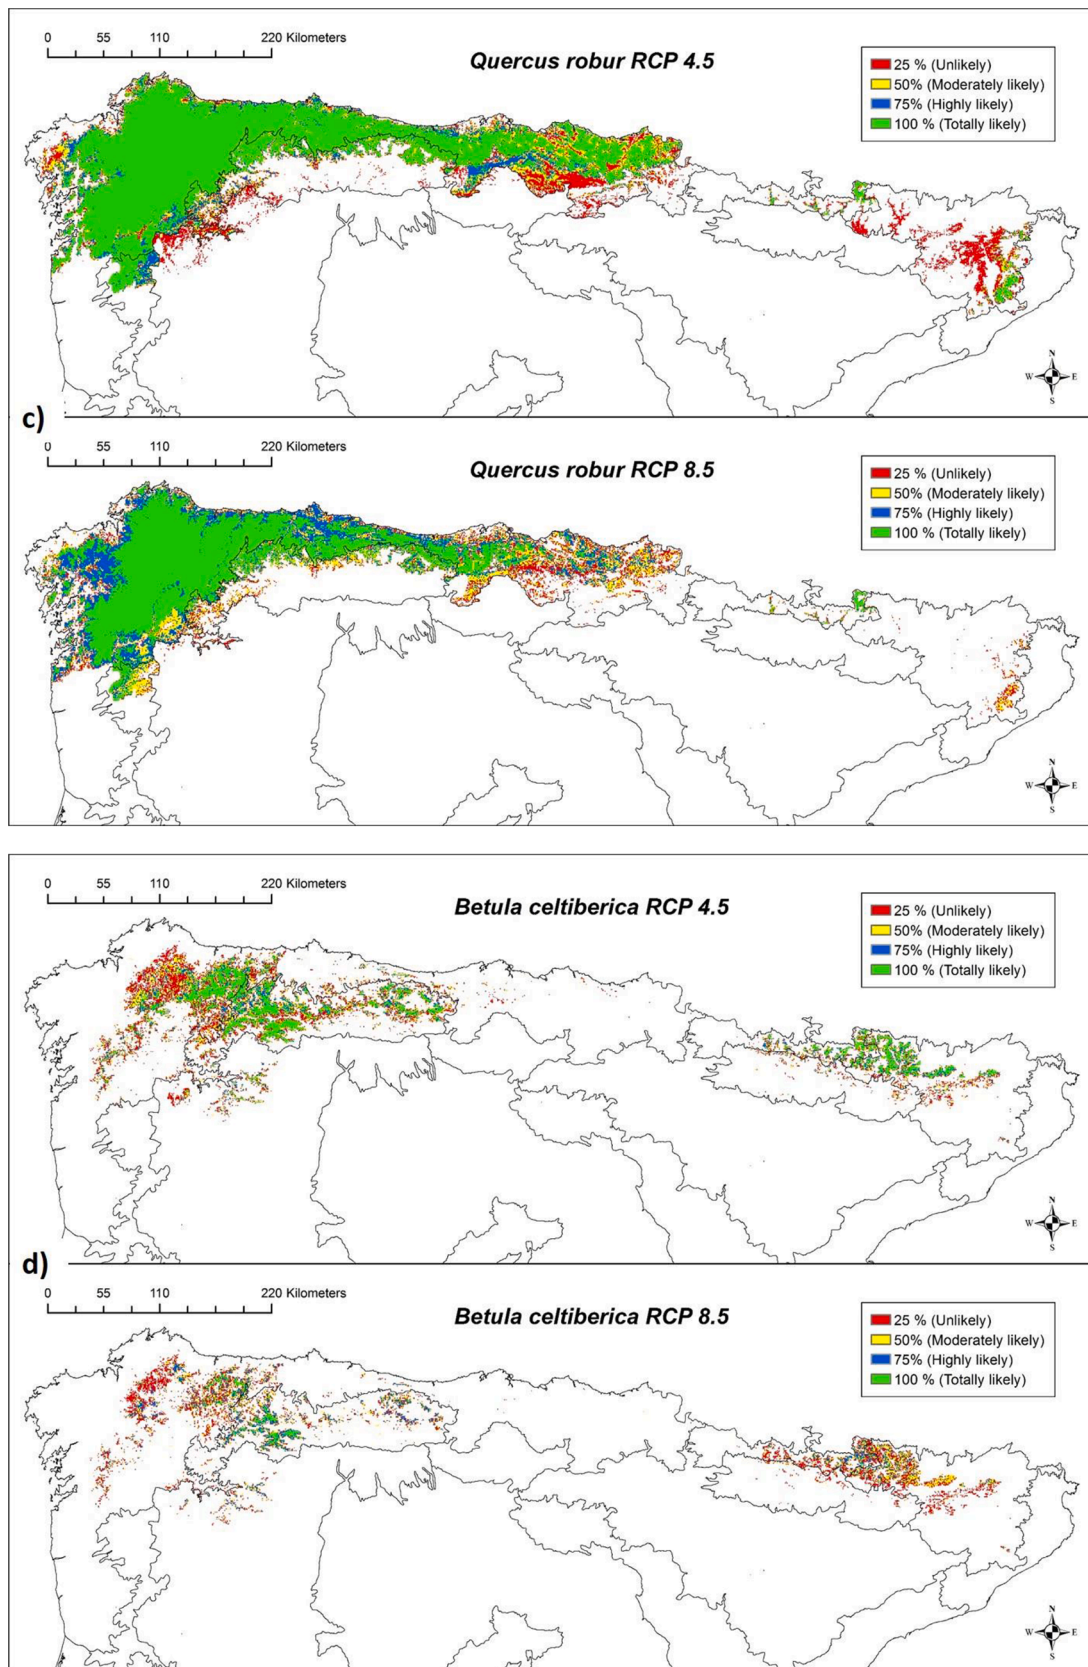 0 55 110 220 Kilometers
Quercus robur RCP 4.5
25 % (Unlikely)
50% (Moderately likely)
75% (Highly likely)
100 % (Totally likely)
N
W E
S
c)
0 55 110 220 Kilometers
Quercus robur RCP 8.5
25 % (Unlikely)
50% (Moderately likely)
75% (Highly likely)
100 % (Totally likely)
N
W E
S
0 55 110 220 Kilometers
Betula celtiberica RCP 4.5
25 % (Unlikely)
50% (Moderately likely)
75% (Highly likely)
100 % (Totally likely)
N
W E
S
d)
0 55 110 220 Kilometers
Betula celtiberica RCP 8.5
25 % (Unlikely)
50% (Moderately likely)
75% (Highly likely)
100 % (Totally likely)
N
W E
S